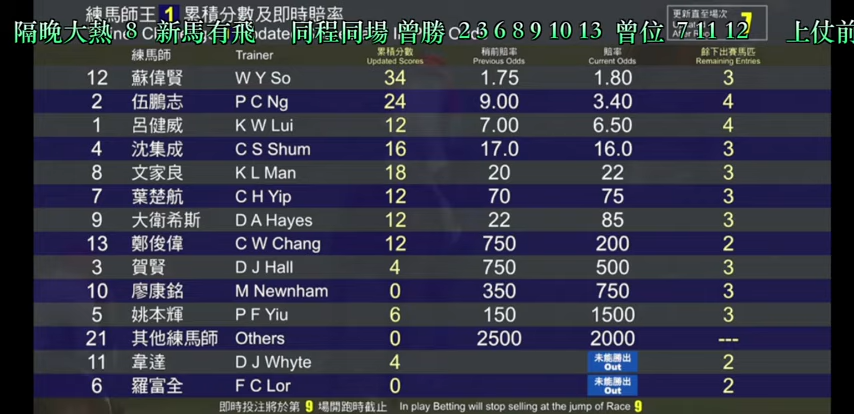 練馬師王 1 累積分數及即時賠率
隔晚大熱 8 新馬有飛 同程同場 曾勝 2 3 6 8 9 10 13 曾位 7 11 12 上仗前
更新直至場次
7
練馬師 Trainer 累積分數 Updated Scores 稍前賠率 Previous Odds 賠率 Current Odds 餘下出賽馬匹 Remaining Entries
12 蘇偉賢 W Y So 34 1.75 1.80 3
2 伍鵬志 P C Ng 24 9.00 3.40 4
1 呂健威 K W Lui 12 7.00 6.50 4
4 沈集成 C S Shum 16 17.0 16.0 3
8 文家良 K L Man 18 20 22 3
7 葉楚航 C H Yip 12 70 75 3
9 大衛希斯 D A Hayes 12 22 85 3
13 鄭俊偉 C W Chang 12 750 200 2
3 賀賢 D J Hall 4 750 500 3
10 廖康銘 M Newnham 0 350 750 3
5 姚本輝 P F Yiu 6 150 1500 3
21 其他練馬師 Others 0 2500 2000 ---
11 韋達 D J Whyte 4 未能勝出 Out 2
6 羅富全 F C Lor 0 未能勝出 Out 2
即時投注將於第 9 場開跑時截止 In play Betting will stop selling at the jump of Race 9